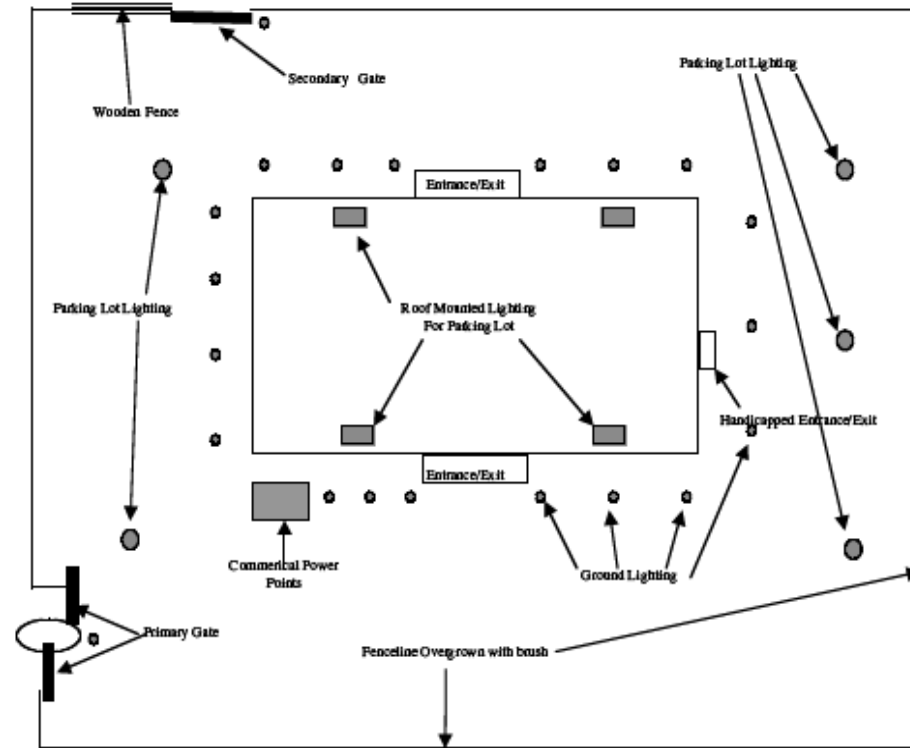 Secondary Gate
Parking Lot Lighting
Wooden Fence
Entrance/Exit
Parking Lot Lighting
Roof Mounted Lighting
For Parking Lot
Handicapped Entrance/Exit
Entrance/Exit
Commerical Power
Points
Ground Lighting
Primary Gate
Fenceline Overgrown with brush